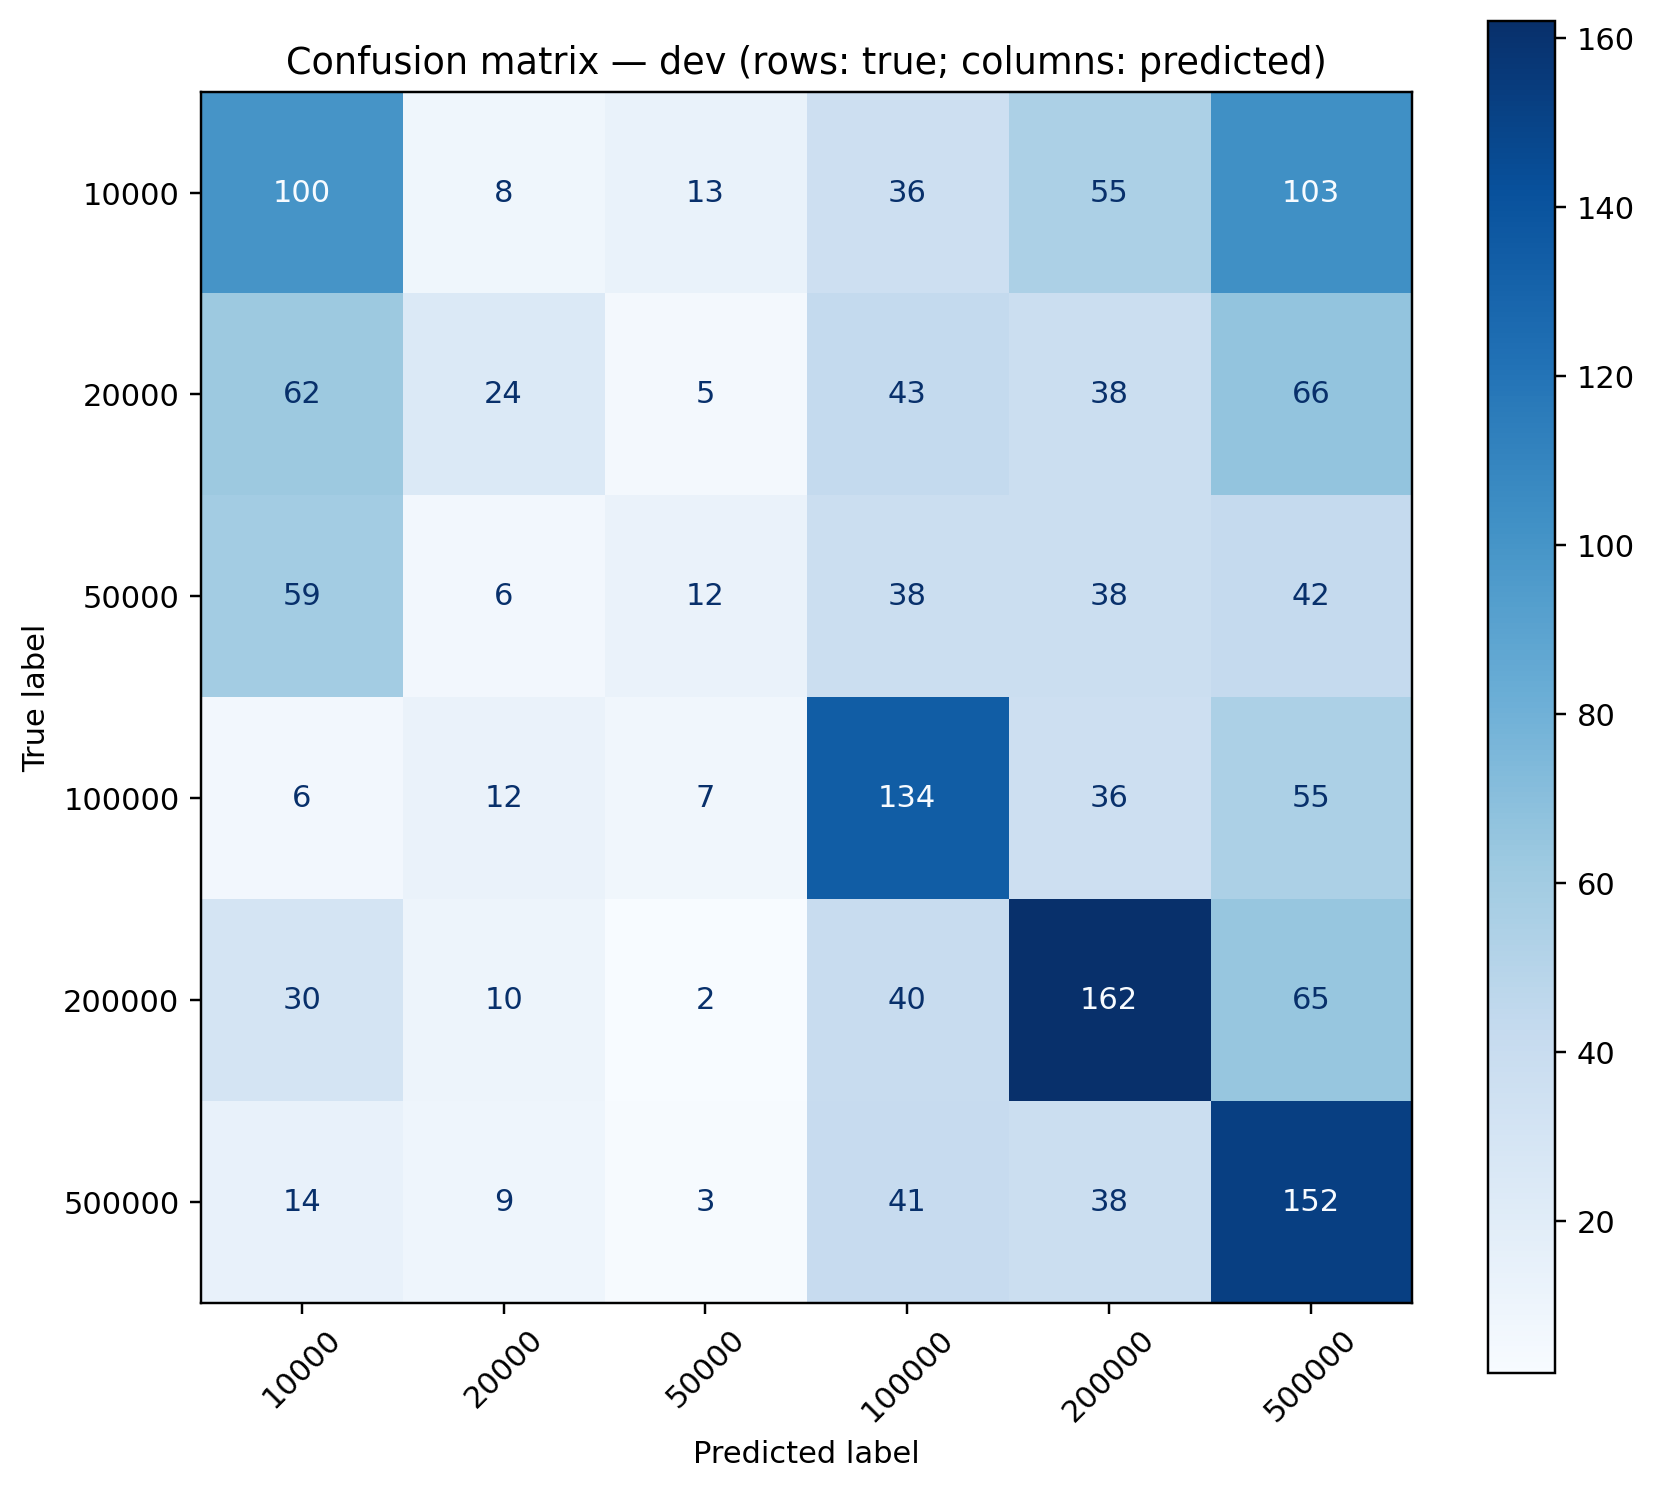 Confusion matrix — dev (rows: true; columns: predicted)
True label
10000 100 8 13 36 55 103
20000 62 24 5 43 38 66
50000 59 6 12 38 38 42
100000 6 12 7 134 36 55
200000 30 10 2 40 162 65
500000 14 9 3 41 38 152
10000 20000 50000 100000 200000 500000
Predicted label
160
140
120
100
80
60
40
20